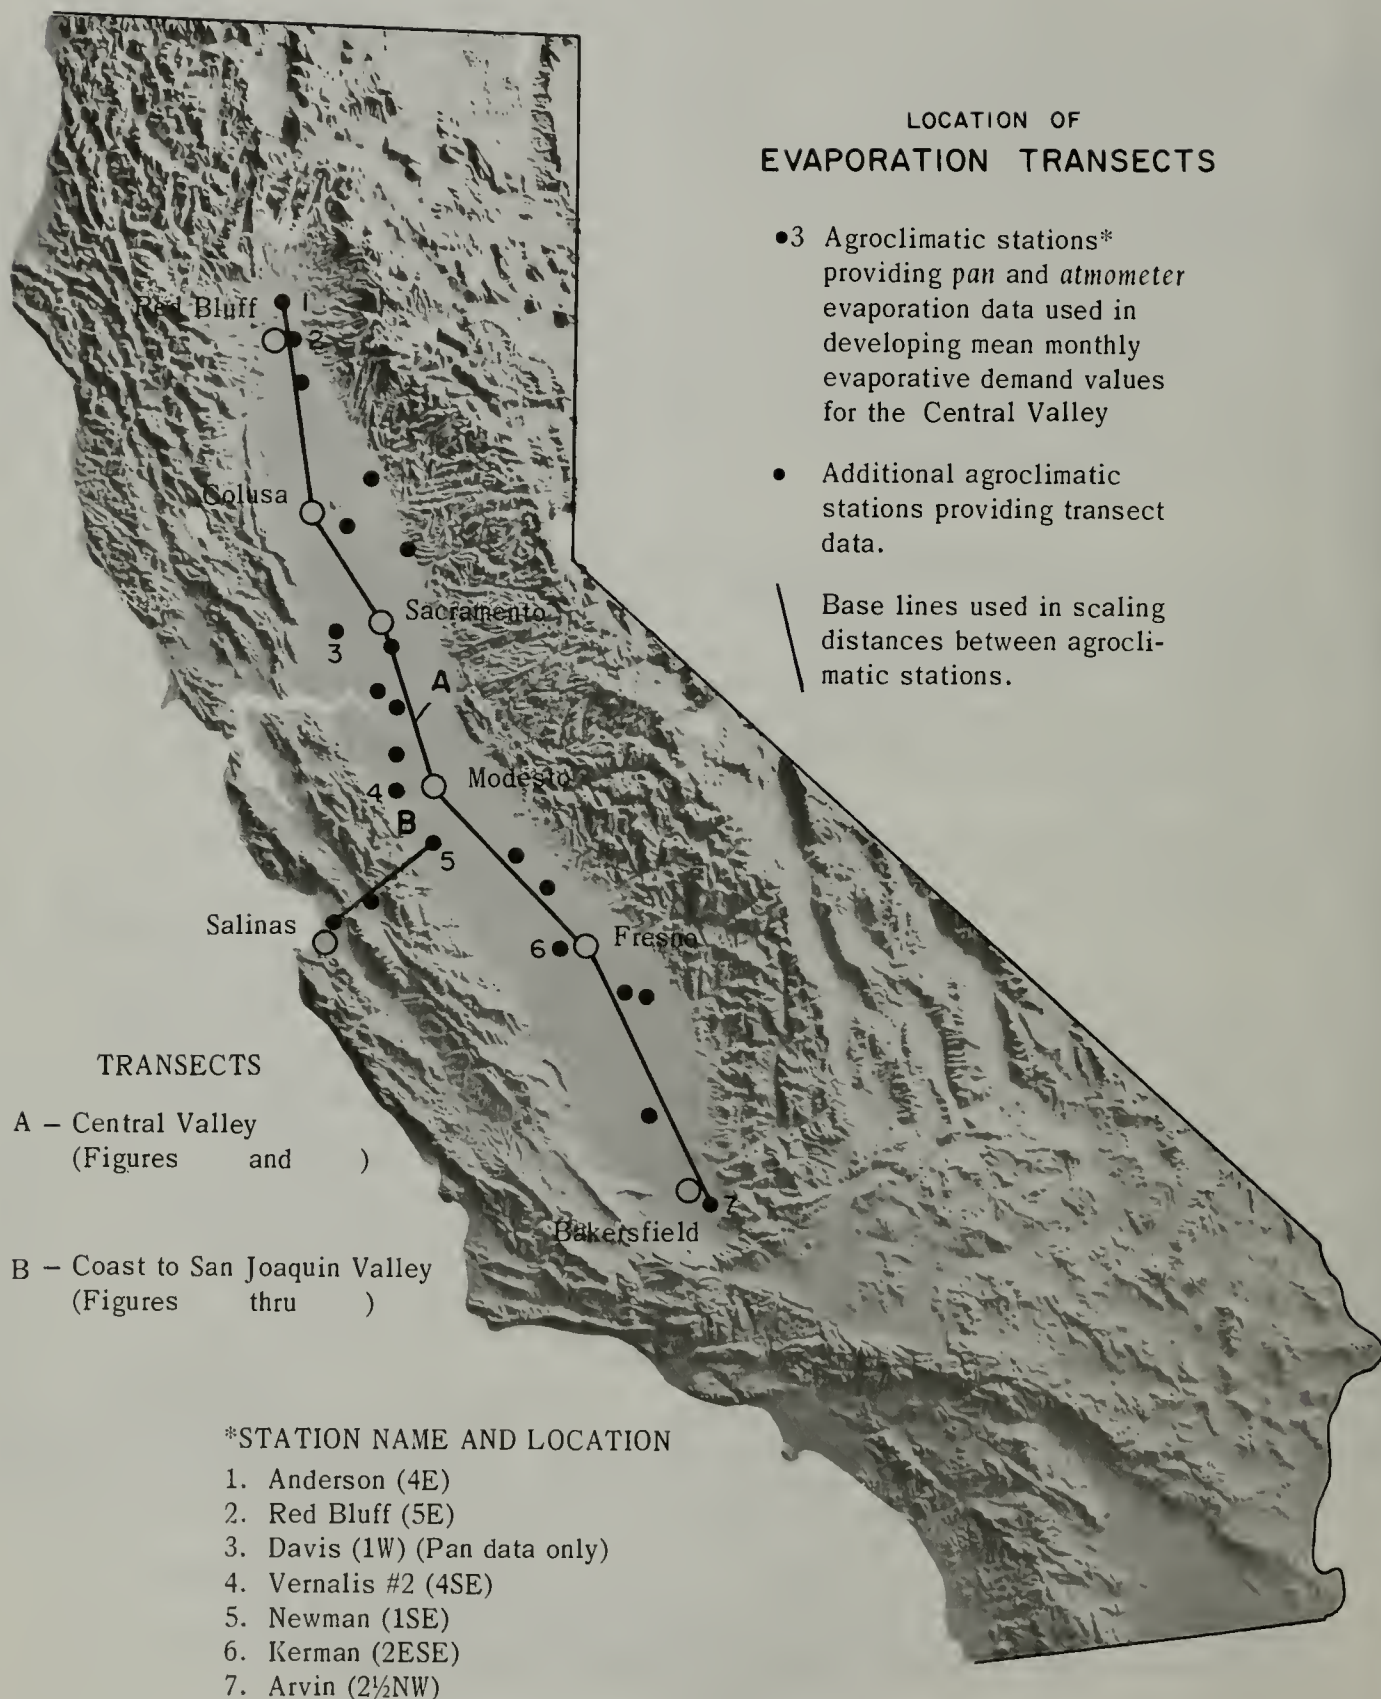 LOCATION OF
EVAPORATION TRANSECTS
●3 Agroclimatic stations*
providing pan and atmometer
evaporation data used in
developing mean monthly
evaporative demand values
for the Central Valley
● Additional agroclimatic
stations providing transect
data.
Base lines used in scaling
distances between agrocli-
matic stations.
Red Bluff
1
2
Colusa
Sacramento
3
A
Modesto
4
B
5
Salinas
6
Fresno
7
Bakersfield
TRANSECTS
A – Central Valley
(Figures and )
B – Coast to San Joaquin Valley
(Figures thru )
*STATION NAME AND LOCATION
1. Anderson (4E)
2. Red Bluff (5E)
3. Davis (1W) (Pan data only)
4. Vernalis #2 (4SE)
5. Newman (1SE)
6. Kerman (2ESE)
7. Arvin (2½NW)